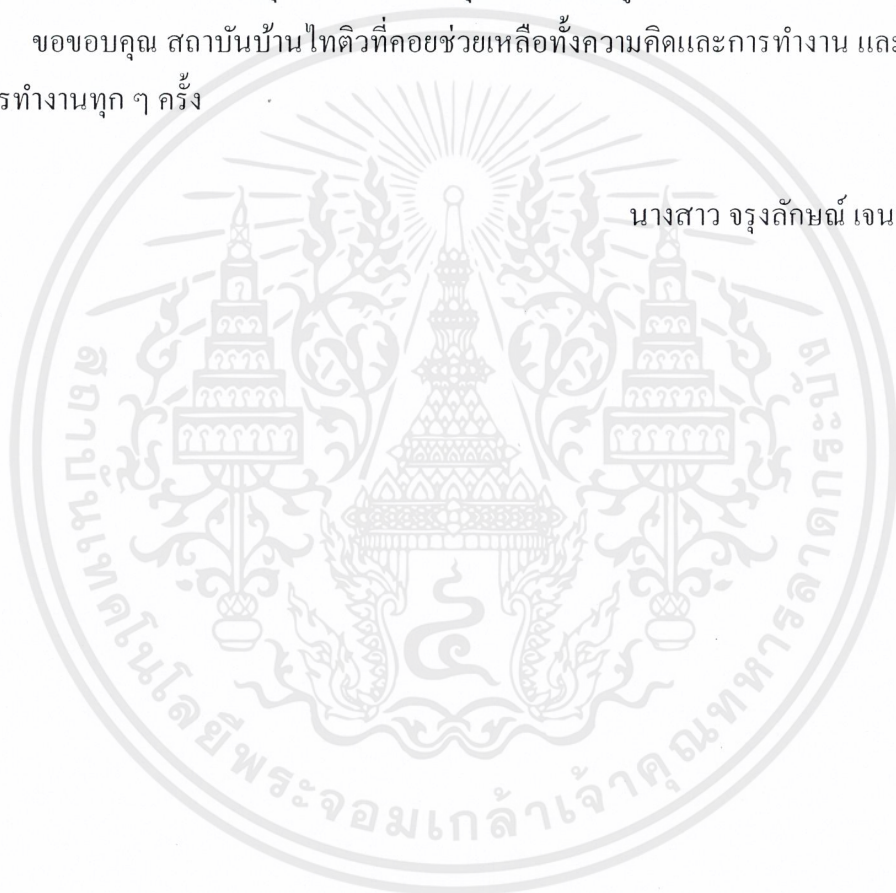 ขอขอบคุณ สถาบันบ้านไทติวที่คอยช่วยเหลือทั้งความคิดและการทำงาน และ
รทำงานทุก ๆ ครั้ง
นางสาว จรุงลักษณ์ เจน
สถาบันเทคโนโลยีพระจอมเกล้าเจ้าคุณทหารลาดกระบัง